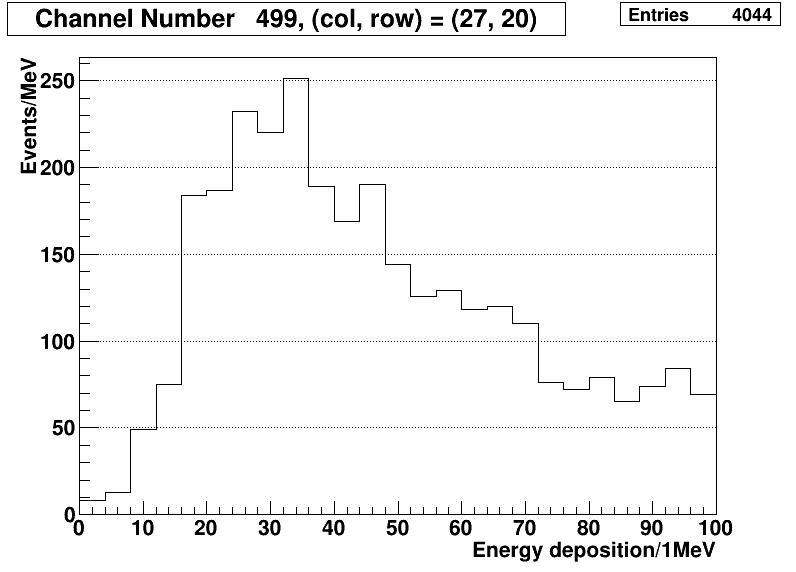 Channel Number 499, (col, row) = (27, 20)
Entries 4044
Events/MeV
250
200
150
100
50
0
0 10 20 30 40 50 60 70 80 90 100
Energy deposition/1MeV